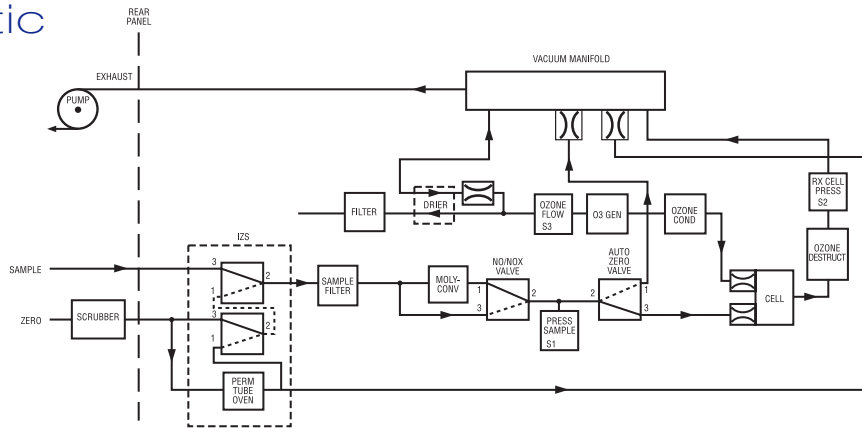 tic
REAR
PANEL
EXHAUST
PUMP
VACUUM MANIFOLD
FILTER
DRIER
OZONE
FLOW
S3
O3 GEN
OZONE
COND
RX CELL
PRESS
S2
OZONE
DESTRUCT
IZS
SAMPLE
3
2
1
SAMPLE
FILTER
MOLY-
CONV
NO/NOX
VALVE
1
2
3
PRESS
SAMPLE
S1
AUTO
ZERO
VALVE
2
1
3
CELL
ZERO
SCRUBBER
3
2
1
PERM
TUBE
OVEN